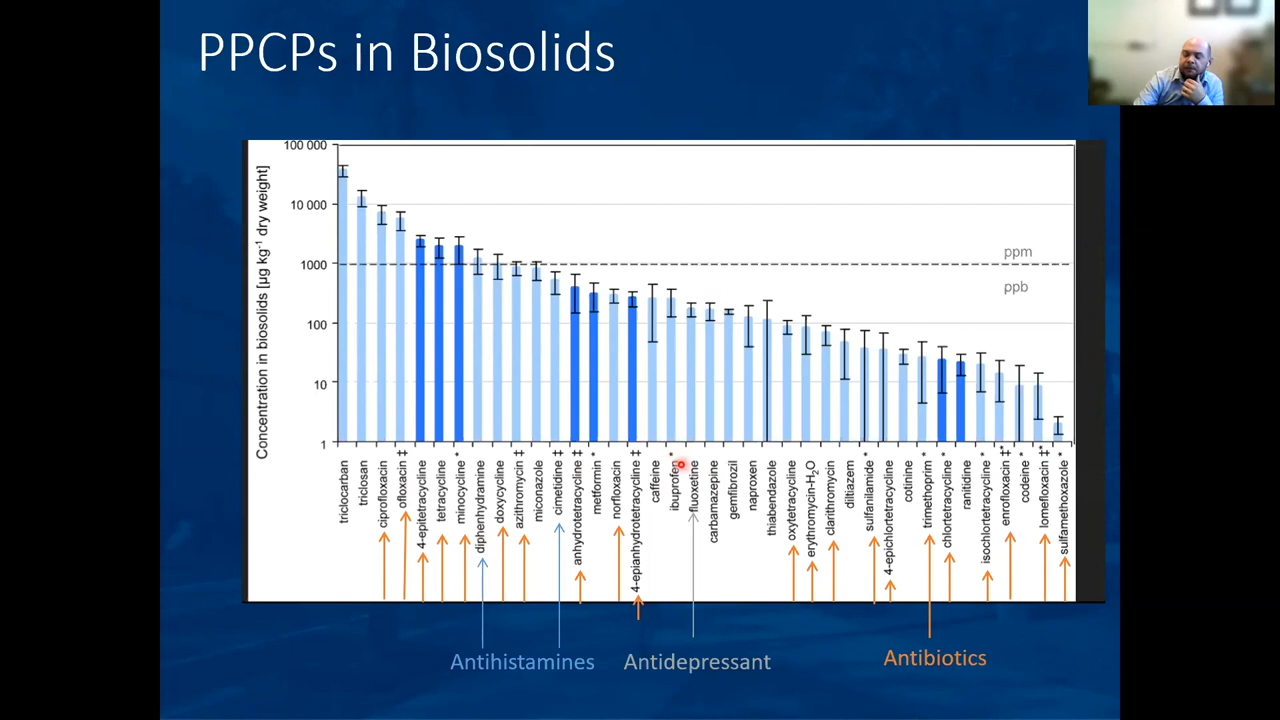 PPCPs in Biosolids
Concentration in biosolids [µg kg⁻¹ dry weight]
100 000
10 000
1000
100
10
1
ppm
ppb
triclocarban
triclosan
ciprofloxacin
ofloxacin ‡
4-epitetracycline
tetracycline
minocycline *
diphenhydramine
doxycycline
azithromycin ‡
miconazole
cimetidine ‡
anhydrotetracycline ‡
metformin *
norfloxacin
4-epianhydrotetracycline ‡
caffeine
ibuprofen *
fluoxetine
carbamazepine
gemfibrozil
naproxen
thiabendazole
oxytetracycline
erythromycin-H₂O
clarithromycin
diltiazem
sulfanilamide *
4-epichlortetracycline
cotinine
trimethoprim *
chlortetracycline *
ranitidine
isochlortetracycline *
enrofloxacin ‡*
codeine *
lomefloxacin ‡*
sulfamethoxazole *
Antihistamines
Antidepressant
Antibiotics